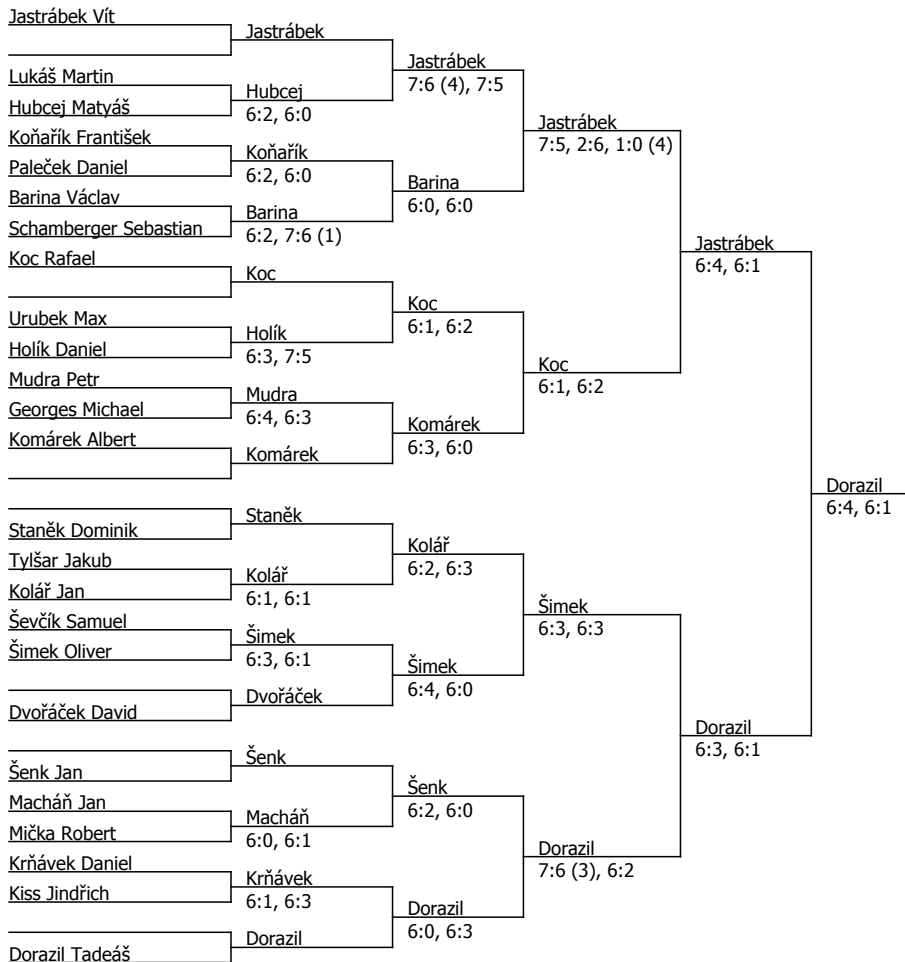 Jastrábek Vít
Lukáš Martin
Hubcej Matyáš
Koňařík František
Paleček Daniel
Barina Václav
Schamberger Sebastian
Koc Rafael
Urubek Max
Holík Daniel
Mudra Petr
Georges Michael
Komárek Albert
Staněk Dominik
Tylšar Jakub
Kolář Jan
Ševčík Samuel
Šimek Oliver
Dvořáček David
Šenk Jan
Macháň Jan
Mička Robert
Krňávek Daniel
Kiss Jindřich
Dorazil Tadeáš
Jastrábek
Hubcej
6:2, 6:0
Koňařík
6:2, 6:0
Barina
6:2, 7:6 (1)
Koc
Holík
6:3, 7:5
Mudra
6:4, 6:3
Komárek
Staněk
Kolář
6:1, 6:1
Šimek
6:3, 6:1
Dvořáček
Šenk
Macháň
6:0, 6:1
Krňávek
6:1, 6:3
Dorazil
Jastrábek
7:6 (4), 7:5
Barina
6:0, 6:0
Koc
6:1, 6:2
Komárek
6:3, 6:0
Kolář
6:2, 6:3
Šimek
6:4, 6:0
Šenk
6:2, 6:0
Dorazil
6:0, 6:3
Jastrábek
7:5, 2:6, 1:0 (4)
Koc
6:1, 6:2
Šimek
6:3, 6:3
Dorazil
7:6 (3), 6:2
Jastrábek
6:4, 6:1
Dorazil
6:3, 6:1
Dorazil
6:4, 6:1